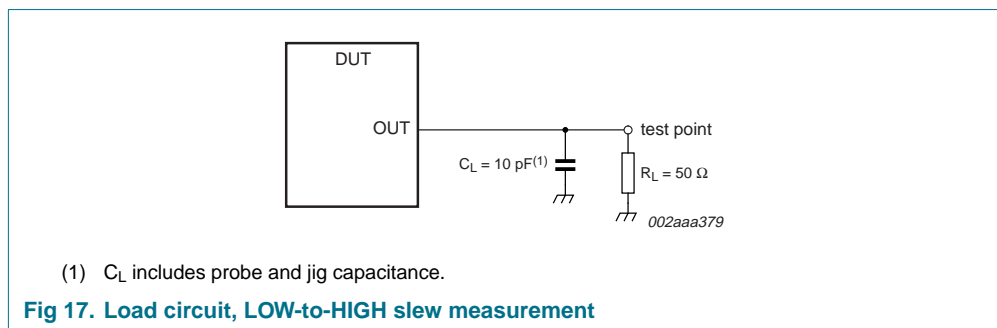 DUT
OUT
test point
C_L = 10 pF(1)
R_L = 50 Ω
002aaa379
(1) C_L includes probe and jig capacitance.
Fig 17. Load circuit, LOW-to-HIGH slew measurement